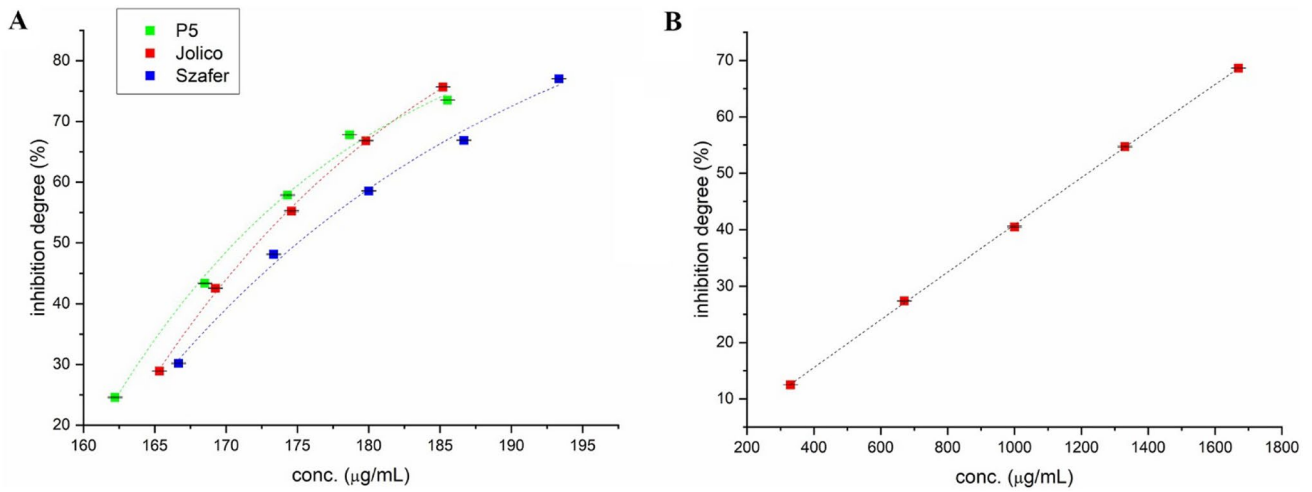 A
P5
Jolico
Szafer
inhibition degree (%)
80
70
60
50
40
30
20
160 165 170 175 180 185 190 195
conc. (μg/mL)
B
inhibition degree (%)
70
60
50
40
30
20
10
200 400 600 800 1000 1200 1400 1600 1800
conc. (μg/mL)